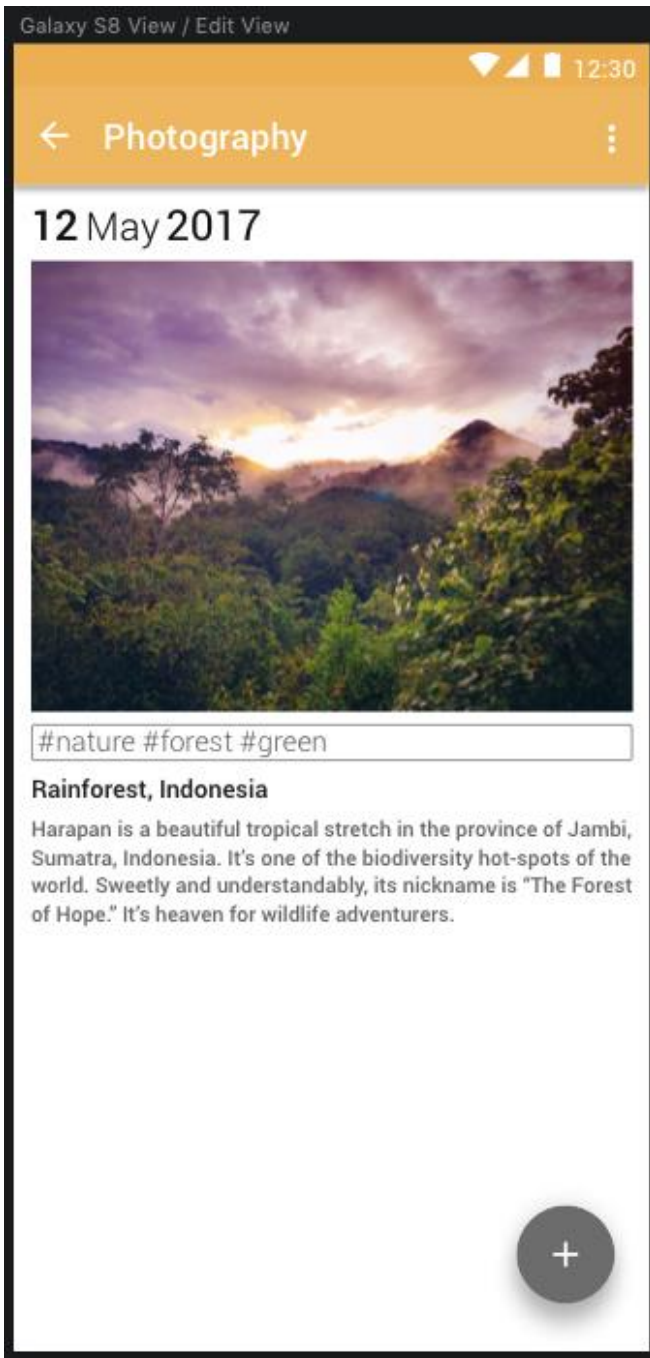 Galaxy S8 View / Edit View
12:30
Photography
12 May 2017
#nature #forest #green
Rainforest, Indonesia
Harapan is a beautiful tropical stretch in the province of Jambi,
Sumatra, Indonesia. It's one of the biodiversity hot-spots of the
world. Sweetly and understandably, its nickname is “The Forest
of Hope.” It's heaven for wildlife adventurers.